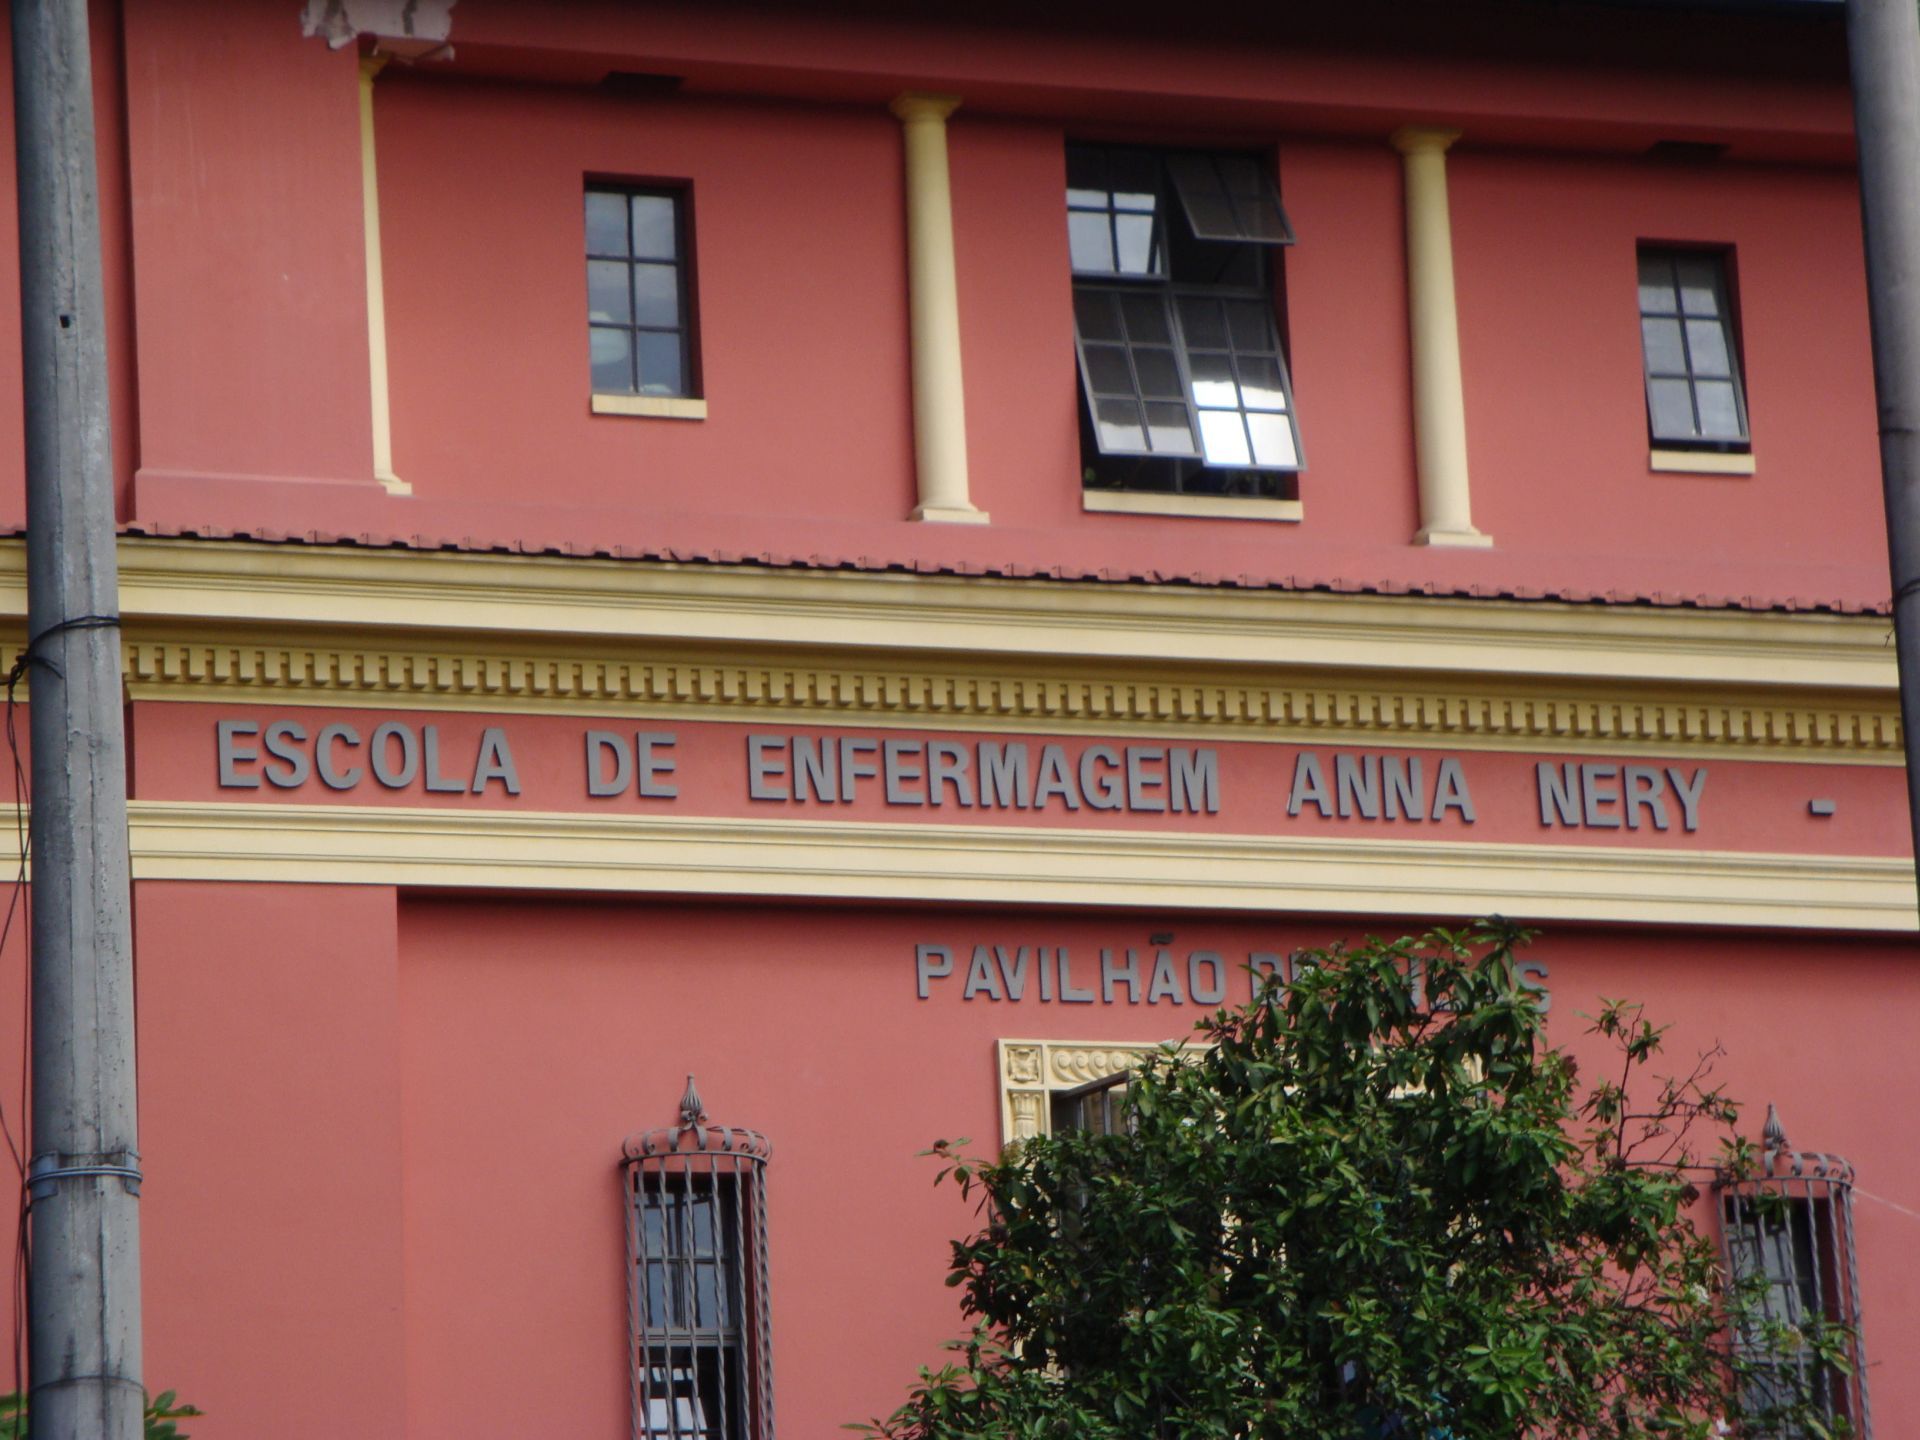 ESCOLA DE ENFERMAGEM ANNA NERY -
PAVILHÃO